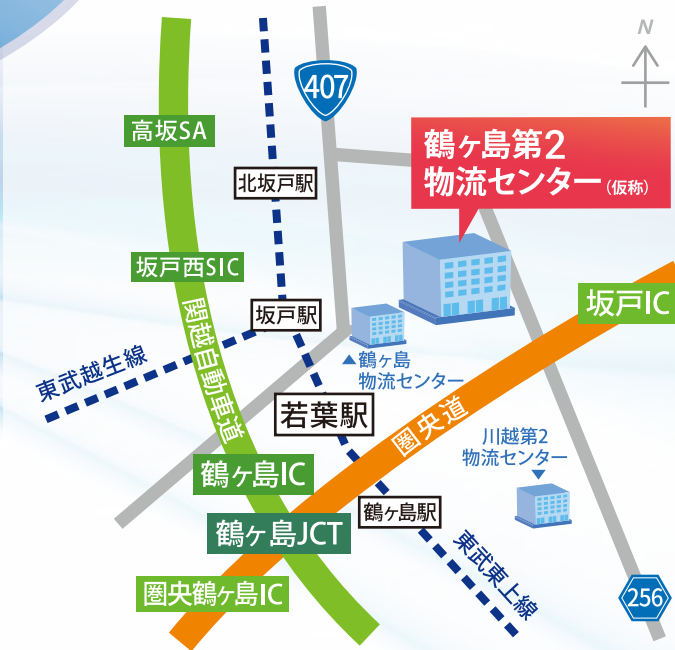 N
407
高坂SA
鶴ヶ島第2
物流センター(仮称)
北坂戸駅
坂戸西SIC
坂戸IC
坂戸駅
関越自動車道
東武越生線
▲鶴ヶ島
物流センター
若葉駅
圏央道
川越第2
物流センター
▼
鶴ヶ島IC
鶴ヶ島駅
鶴ヶ島JCT
東武東上線
圏央鶴ヶ島IC
256